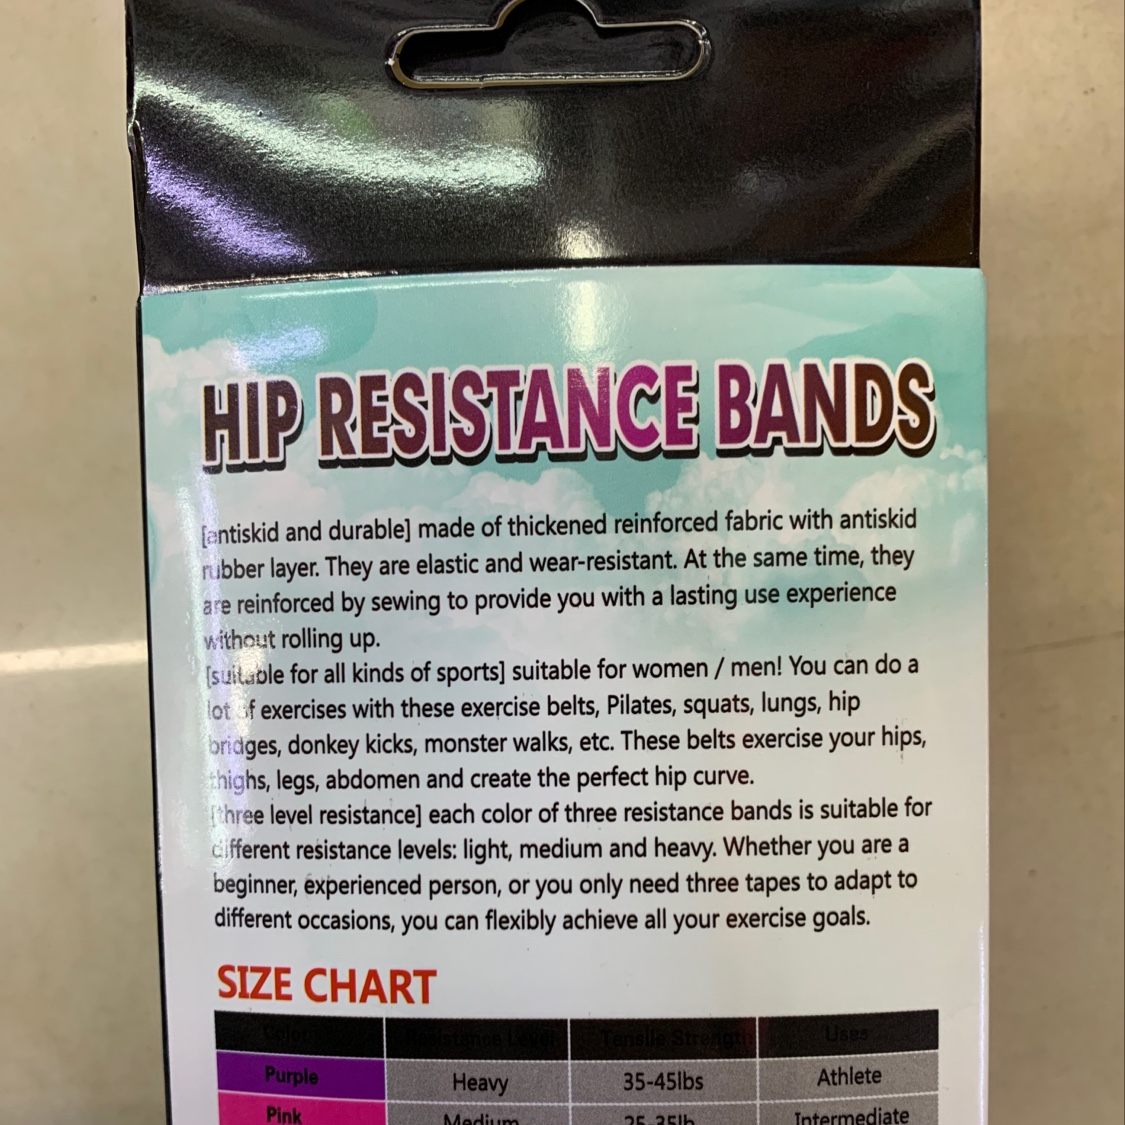 HIP RESISTANCE BANDS
[antiskid and durable] made of thickened reinforced fabric with antiskid
rubber layer. They are elastic and wear-resistant. At the same time, they
are reinforced by sewing to provide you with a lasting use experience
without rolling up.
[suitable for all kinds of sports] suitable for women / men! You can do a
lot of exercises with these exercise belts, Pilates, squats, lungs, hip
bridges, donkey kicks, monster walks, etc. These belts exercise your hips,
thighs, legs, abdomen and create the perfect hip curve.
[three level resistance] each color of three resistance bands is suitable for
different resistance levels: light, medium and heavy. Whether you are a
beginner, experienced person, or you only need three tapes to adapt to
different occasions, you can flexibly achieve all your exercise goals.
SIZE CHART
Color Resistance Level Tensile Strength Uses
Purple Heavy 35-45lbs Athlete
Pink Medium 25-35lb Intermediate